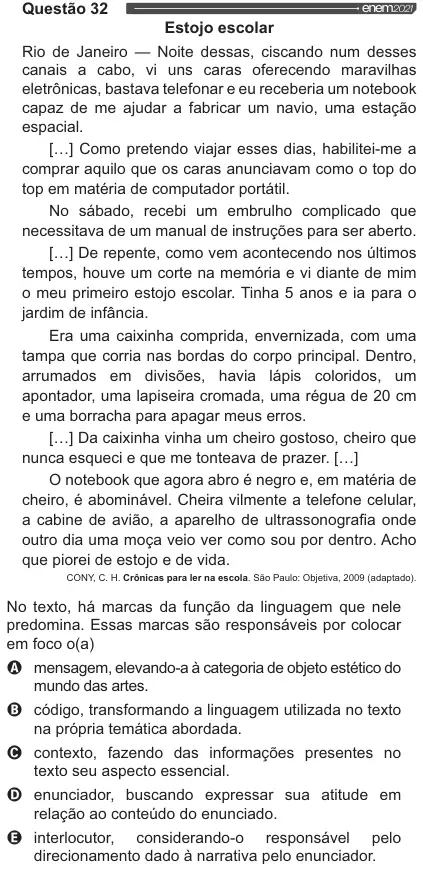 Questão 32 enem2021
Estojo escolar
Rio de Janeiro — Noite dessas, ciscando num desses
canais a cabo, vi uns caras oferecendo maravilhas
eletrônicas, bastava telefonar e eu receberia um notebook
capaz de me ajudar a fabricar um navio, uma estação
espacial.
[…] Como pretendo viajar esses dias, habilitei-me a
comprar aquilo que os caras anunciavam como o top do
top em matéria de computador portátil.
No sábado, recebi um embrulho complicado que
necessitava de um manual de instruções para ser aberto.
[…] De repente, como vem acontecendo nos últimos
tempos, houve um corte na memória e vi diante de mim
o meu primeiro estojo escolar. Tinha 5 anos e ia para o
jardim de infância.
Era uma caixinha comprida, envernizada, com uma
tampa que corria nas bordas do corpo principal. Dentro,
arrumados em divisões, havia lápis coloridos, um
apontador, uma lapiseira cromada, uma régua de 20 cm
e uma borracha para apagar meus erros.
[…] Da caixinha vinha um cheiro gostoso, cheiro que
nunca esqueci e que me tonteava de prazer. […]
O notebook que agora abro é negro e, em matéria de
cheiro, é abominável. Cheira vilmente a telefone celular,
a cabine de avião, a aparelho de ultrassonografia onde
outro dia uma moça veio ver como sou por dentro. Acho
que piorei de estojo e de vida.
CONY, C. H. Crônicas para ler na escola. São Paulo: Objetiva, 2009 (adaptado).
No texto, há marcas da função da linguagem que nele
predomina. Essas marcas são responsáveis por colocar
em foco o(a)
A mensagem, elevando-a à categoria de objeto estético do
mundo das artes.
B código, transformando a linguagem utilizada no texto
na própria temática abordada.
C contexto, fazendo das informações presentes no
texto seu aspecto essencial.
D enunciador, buscando expressar sua atitude em
relação ao conteúdo do enunciado.
E interlocutor, considerando-o responsável pelo
direcionamento dado à narrativa pelo enunciador.